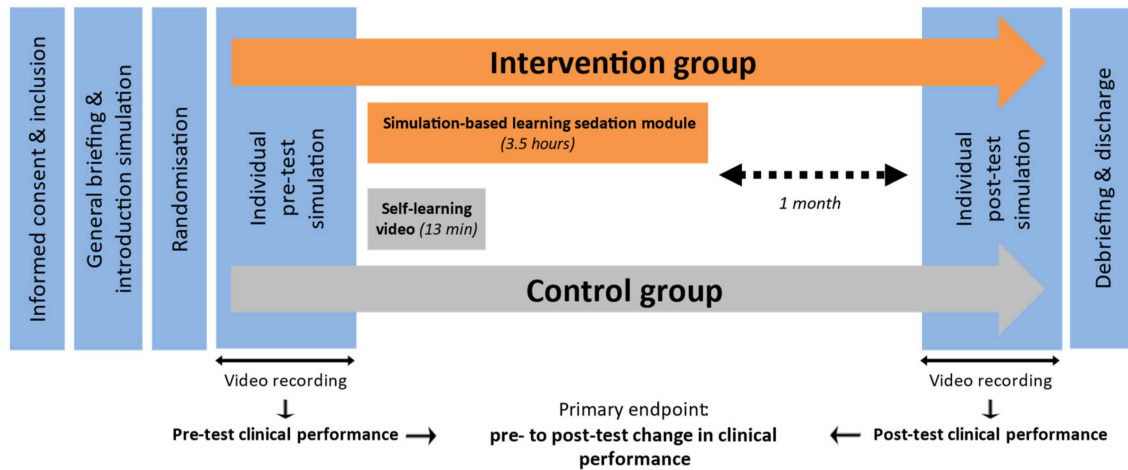 Informed consent & inclusion
General briefing &
introduction simulation
Randomisation
Individual
pre-test
simulation
Intervention group
Simulation-based learning sedation module
(3.5 hours)
1 month
Self-learning
video (13 min)
Control group
Individual
post-test
simulation
Debriefing & discharge
Video recording
Video recording
Pre-test clinical performance
Primary endpoint:
pre- to post-test change in clinical
performance
Post-test clinical performance